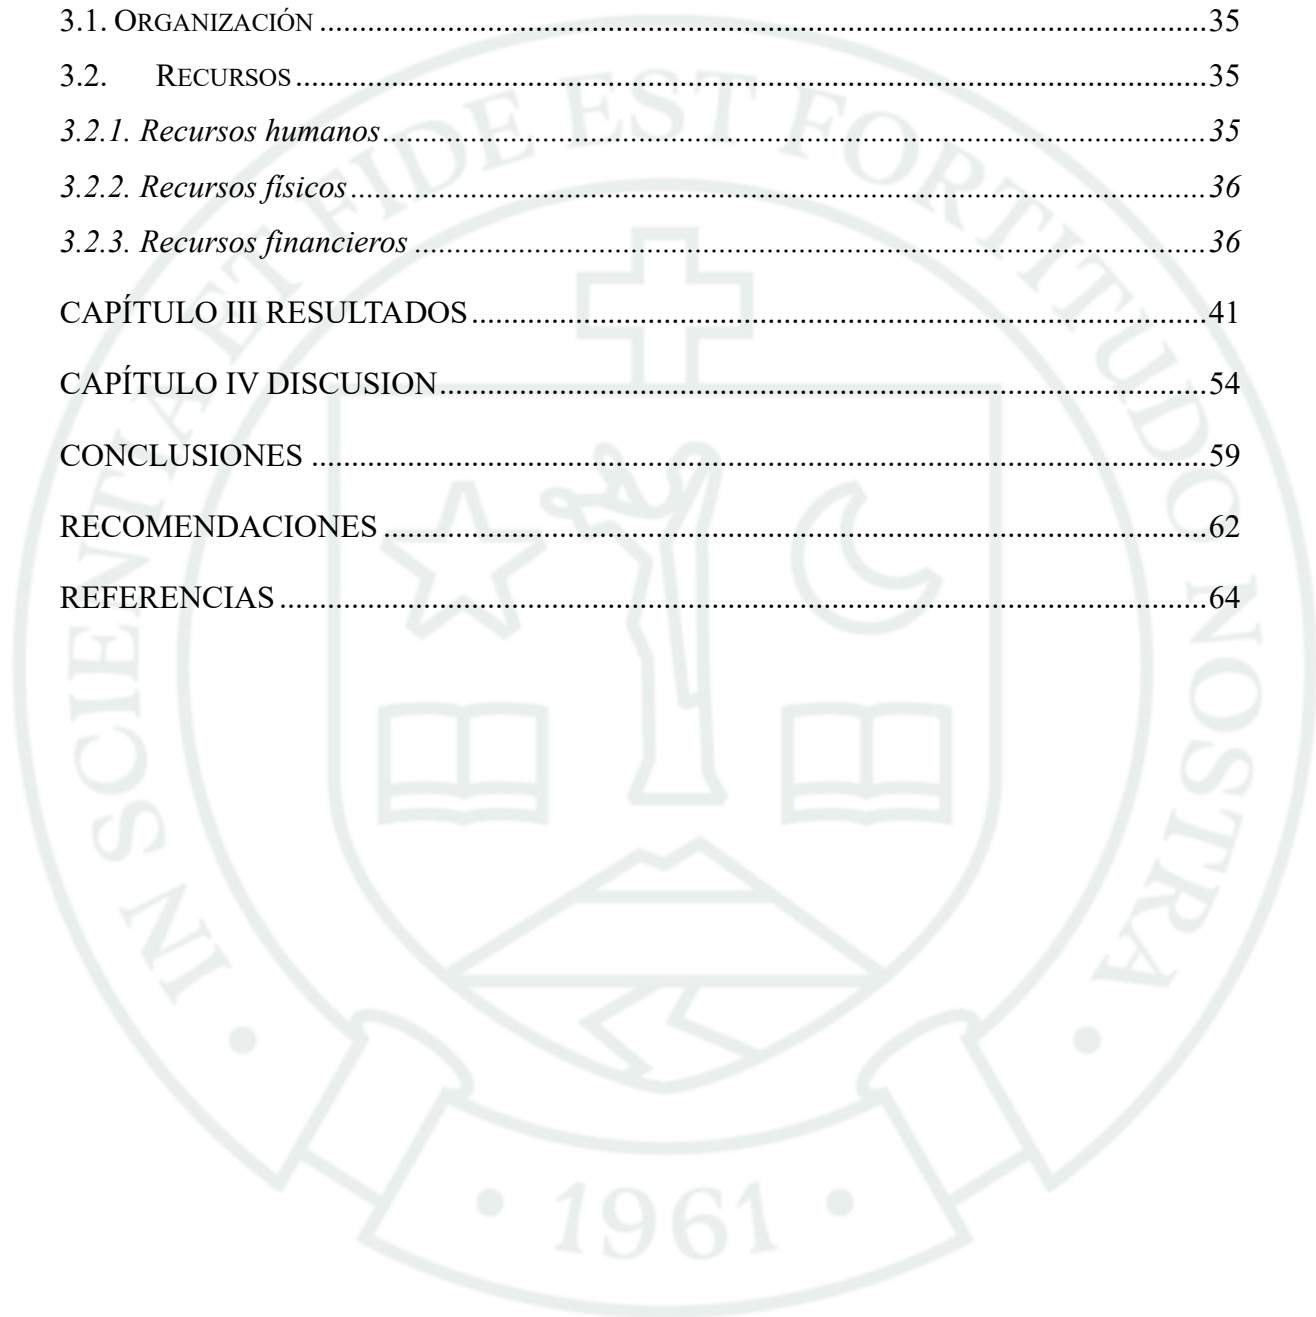 3.1. ORGANIZACIÓN ........ 35
3.2. RECURSOS ........ 35
3.2.1. Recursos humanos ........ 35
3.2.2. Recursos físicos ........ 36
3.2.3. Recursos financieros ........ 36
CAPÍTULO III RESULTADOS ........ 41
CAPÍTULO IV DISCUSION ........ 54
CONCLUSIONES ........ 59
RECOMENDACIONES ........ 62
REFERENCIAS ........ 64
IN SCIENTIA ET FIDE EST FORTITUDO NOSTRA
• 1961 •